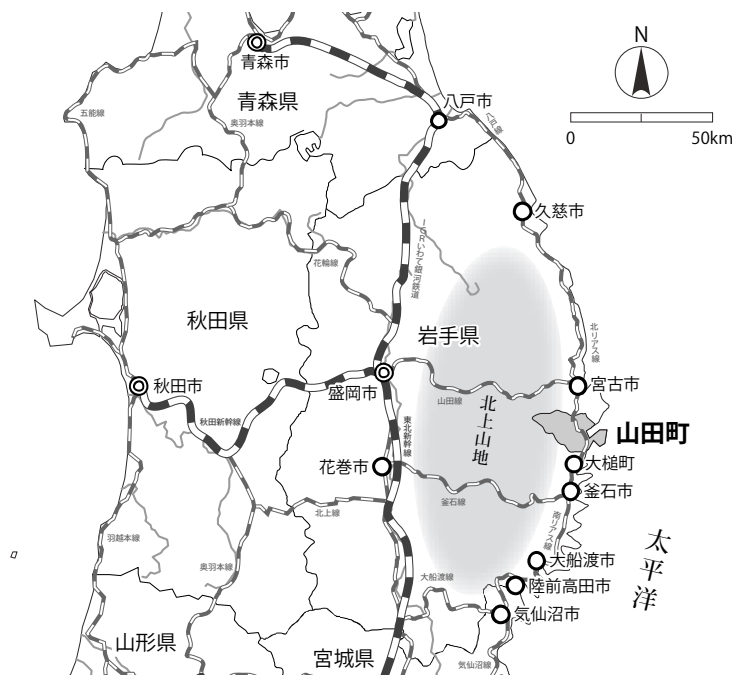 N
0
50km
青森市
青森県
八戸市
五能線
奥羽本線
八戸線
久慈市
IGRいわて銀河鉄道
花輪線
秋田県
岩手県
北リアス線
秋田市
盛岡市
宮古市
山田線
北上山地
秋田新幹線
東北新幹線
山田町
花巻市
大槌町
釜石市
釜石線
北上線
南リアス線
羽越本線
奥羽本線
太平洋
大船渡市
大船渡線
陸前高田市
気仙沼市
山形県
宮城県
気仙沼線